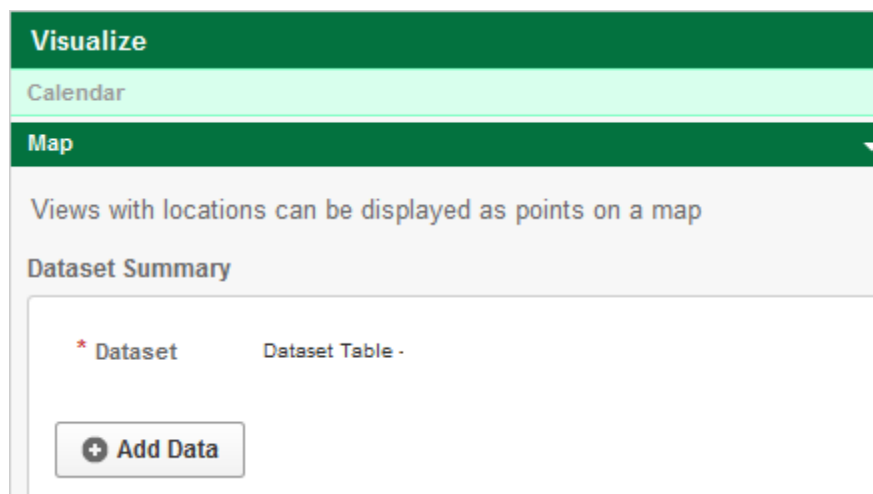 Visualize
Calendar
Map
Views with locations can be displayed as points on a map
Dataset Summary
* Dataset Dataset Table -
Add Data